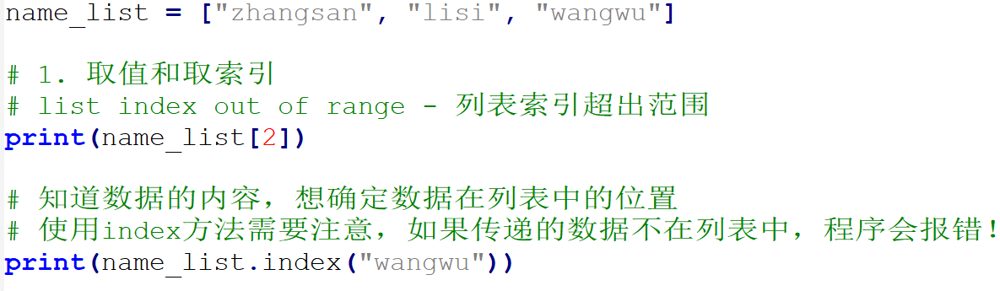 name_list = ["zhangsan", "lisi", "wangwu"]
# 1. 取值和取索引
# list index out of range - 列表索引超出范围
print(name_list[2])
# 知道数据的内容，想确定数据在列表中的位置
# 使用index方法需要注意，如果传递的数据不在列表中，程序会报错！
print(name_list.index("wangwu"))